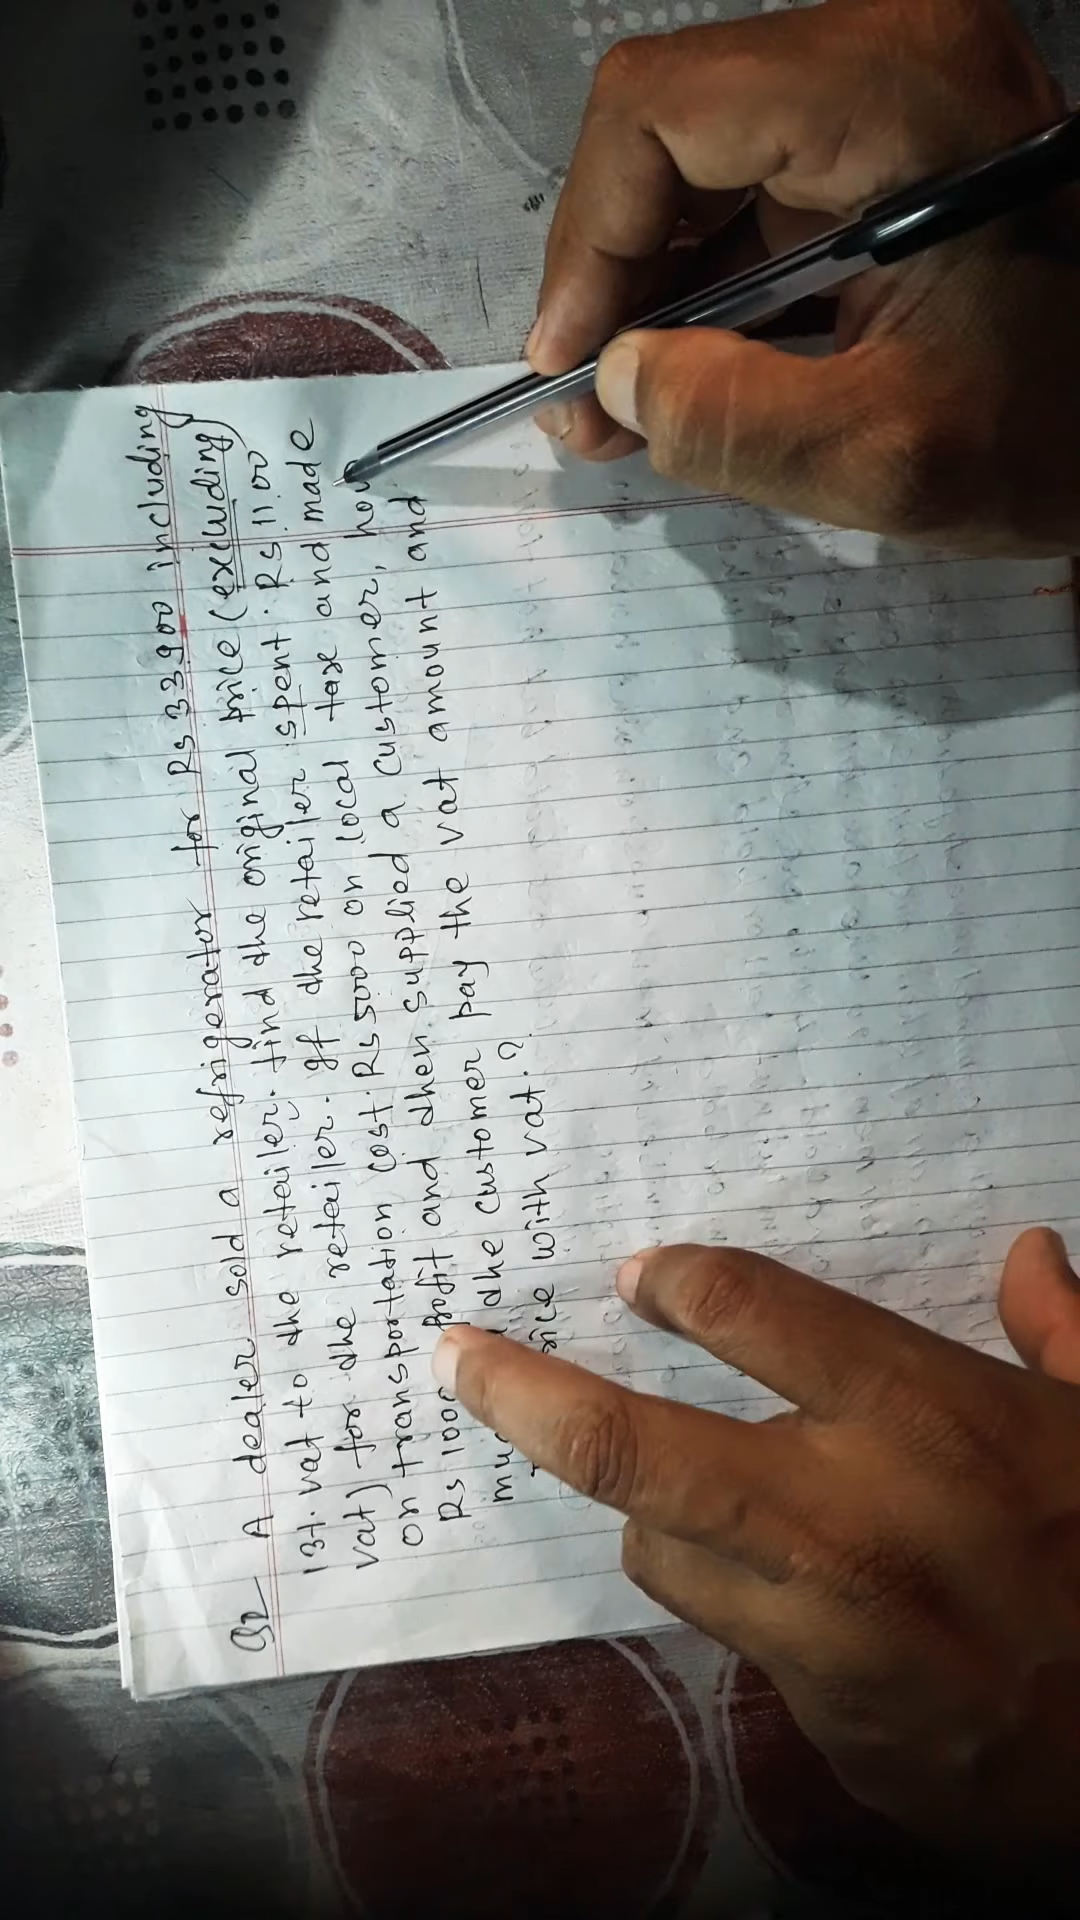 Q2 A dealer sold a refrigerator for Rs 33900 including
13%. vat to the retailer. find the original price (excluding
vat) for the retailer. If the retailer spent. Rs 1100
on transportation cost. Rs 5000 on local tax and made
Rs 1000 profit and then supplied a customer, how
the customer pay the vat amount and
with vat.?